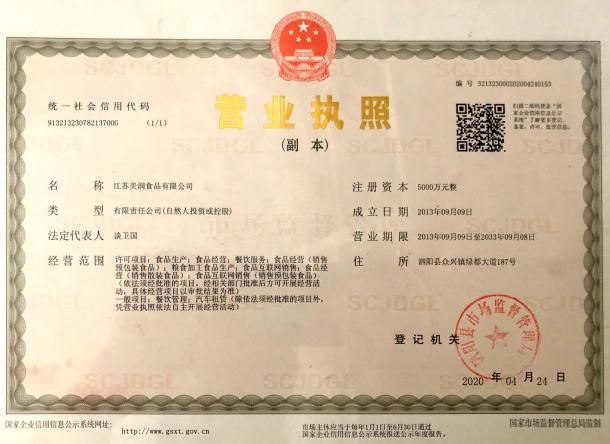 编号 321323000202004240153
统一社会信用代码
91321323078213700G (1/1)
营业执照
(副本)
扫描二维码登录“国
家企业信用信息公示
系统”了解更多登记、
备案、许可、监管信息。
名称 江苏美润食品有限公司
类型 有限责任公司(自然人投资或控股)
法定代表人 谈卫国
经营范围 许可项目：食品生产；食品经营；餐饮服务；食品经营（销售
预包装食品）；粮食加工食品生产；食品互联网销售；食品经
营（销售散装食品）；食品互联网销售（销售预包装食品）
（依法须经批准的项目，经相关部门批准后方可开展经营活
动，具体经营项目以审批结果为准）
一般项目：餐饮管理；汽车租赁（除依法须经批准的项目外，
凭营业执照依法自主开展经营活动）
注册资本 5000万元整
成立日期 2013年09月09日
营业期限 2013年09月09日至2033年09月08日
住所 泗阳县众兴镇绿都大道187号
登记机关
泗阳县市场监督管理局
2020 年 04 月 24 日
国家企业信用信息公示系统网址：http://www.gsxt.gov.cn
市场主体应当于每年1月1日至6月30日通过
国家企业信用信息公示系统报送公示年度报告。
国家市场监督管理总局监制